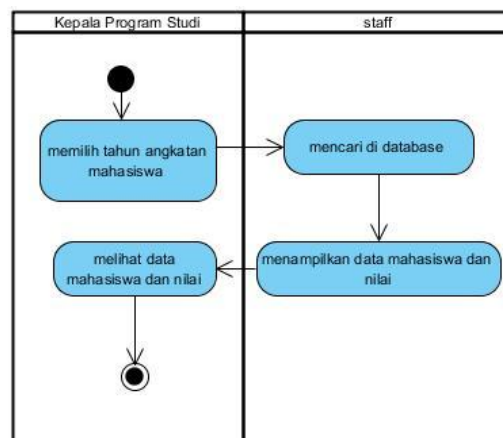 Kepala Program Studi
staff
memilih tahun angkatan
mahasiswa
mencari di database
melihat data
mahasiswa dan nilai
menampilkan data mahasiswa dan
nilai